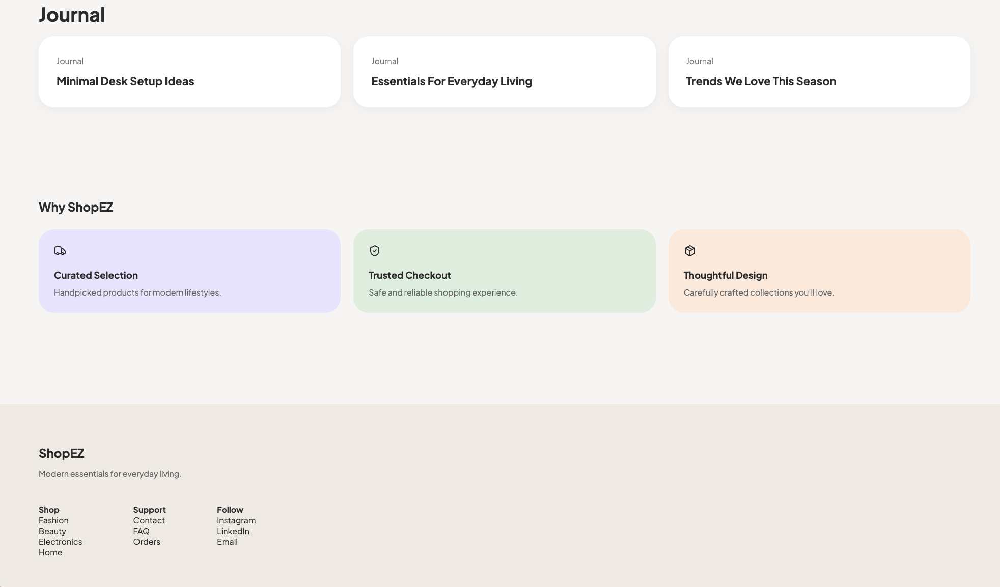 Journal
Journal
Minimal Desk Setup Ideas
Journal
Essentials For Everyday Living
Journal
Trends We Love This Season
Why ShopEZ
Curated Selection
Handpicked products for modern lifestyles.
Trusted Checkout
Safe and reliable shopping experience.
Thoughtful Design
Carefully crafted collections you'll love.
ShopEZ
Modern essentials for everyday living.
Shop
Fashion
Beauty
Electronics
Home
Support
Contact
FAQ
Orders
Follow
Instagram
LinkedIn
Email